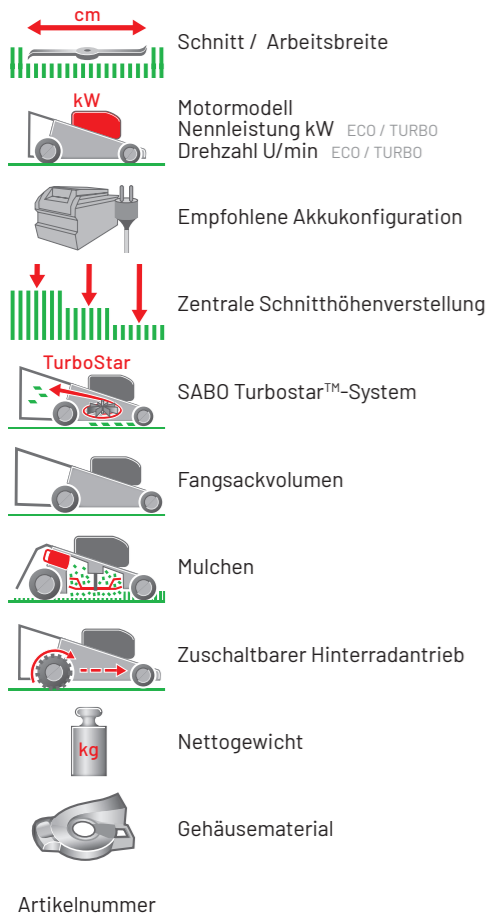 cm
Schnitt / Arbeitsbreite
kW
Motormodell
Nennleistung kW ECO / TURBO
Drehzahl U/min ECO / TURBO
Empfohlene Akkukonfiguration
Zentrale Schnitthöhenverstellung
TurboStar
SABO Turbostar™-System
Fangsackvolumen
Mulchen
Zuschaltbarer Hinterradantrieb
kg
Nettogewicht
Gehäusematerial
Artikelnummer